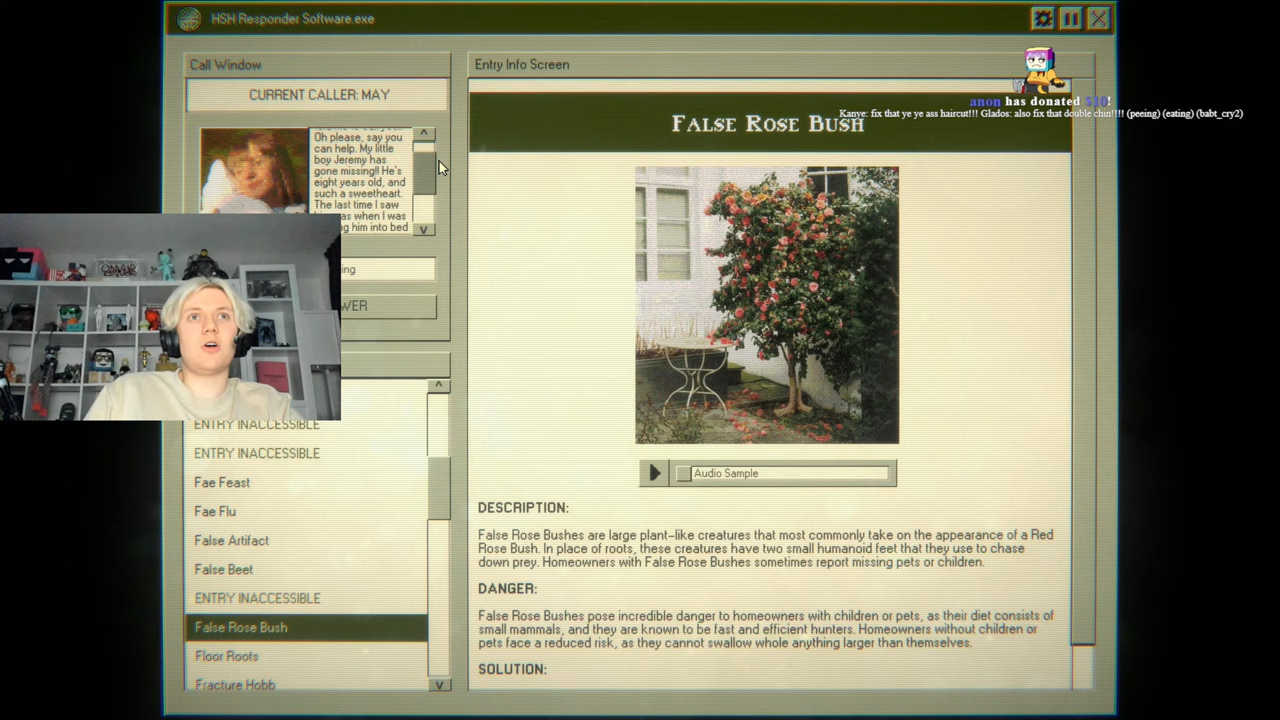 HSH Responder Software.exe
Call Window
CURRENT CALLER: MAY
Oh please, say you
can help. My little
boy Jeremy has
gone missing!! He's
eight years old, and
such a sweetheart.
The last time I saw
was when I was
him into bed
ENTRY INACCESSIBLE
ENTRY INACCESSIBLE
Fae Feast
Fae Flu
False Artifact
False Beet
ENTRY INACCESSIBLE
False Rose Bush
Floor Roots
Fracture Hobb
Entry Info Screen
anon has donated $10!
Kanye: fix that ye ye ass haircut!!! Glados: also fix that double chin!!!! (peeing) (eating) (babt_cry2)
False Rose Bush
Audio Sample
DESCRIPTION:
False Rose Bushes are large plant-like creatures that most commonly take on the appearance of a Red
Rose Bush. In place of roots, these creatures have two small humanoid feet that they use to chase
down prey. Homeowners with False Rose Bushes sometimes report missing pets or children.
DANGER:
False Rose Bushes pose incredible danger to homeowners with children or pets, as their diet consists of
small mammals, and they are known to be fast and efficient hunters. Homeowners without children or
pets face a reduced risk, as they cannot swallow whole anything larger than themselves.
SOLUTION: